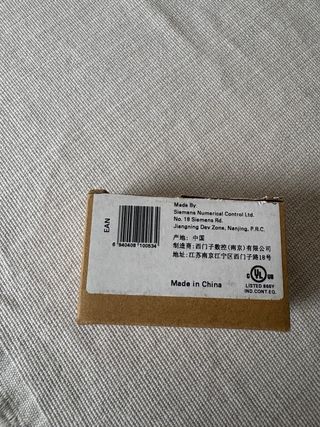 EAN
6 940408 100534
Made By
Siemens Numerical Control Ltd.
No. 18 Siemens Rd.
Jiangning Dev Zone, Nanjing, P.R.C.
产地: 中国
制造商: 西门子数控(南京)有限公司
地址: 江苏南京江宁区西门子路18号
Made in China
C UL US
LISTED 66SY
IND.CONT.EQ.